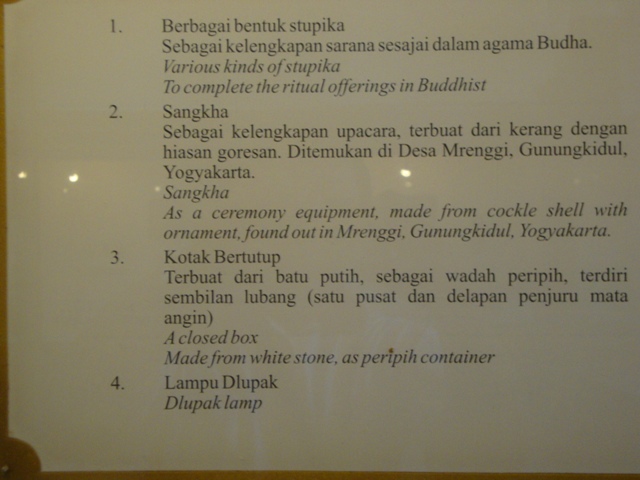 1. Berbagai bentuk stupika
Sebagai kelengkapan sarana sesajai dalam agama Budha.
Various kinds of stupika
To complete the ritual offerings in Buddhist
2. Sangkha
Sebagai kelengkapan upacara, terbuat dari kerang dengan
hiasan goresan. Ditemukan di Desa Mrenggi, Gunungkidul,
Yogyakarta.
Sangkha
As a ceremony equipment, made from cockle shell with
ornament, found out in Mrenggi, Gunungkidul, Yogyakarta.
3. Kotak Bertutup
Terbuat dari batu putih, sebagai wadah peripih, terdiri
sembilan lubang (satu pusat dan delapan penjuru mata
angin)
A closed box
Made from white stone, as peripih container
4. Lampu Dlupak
Dlupak lamp